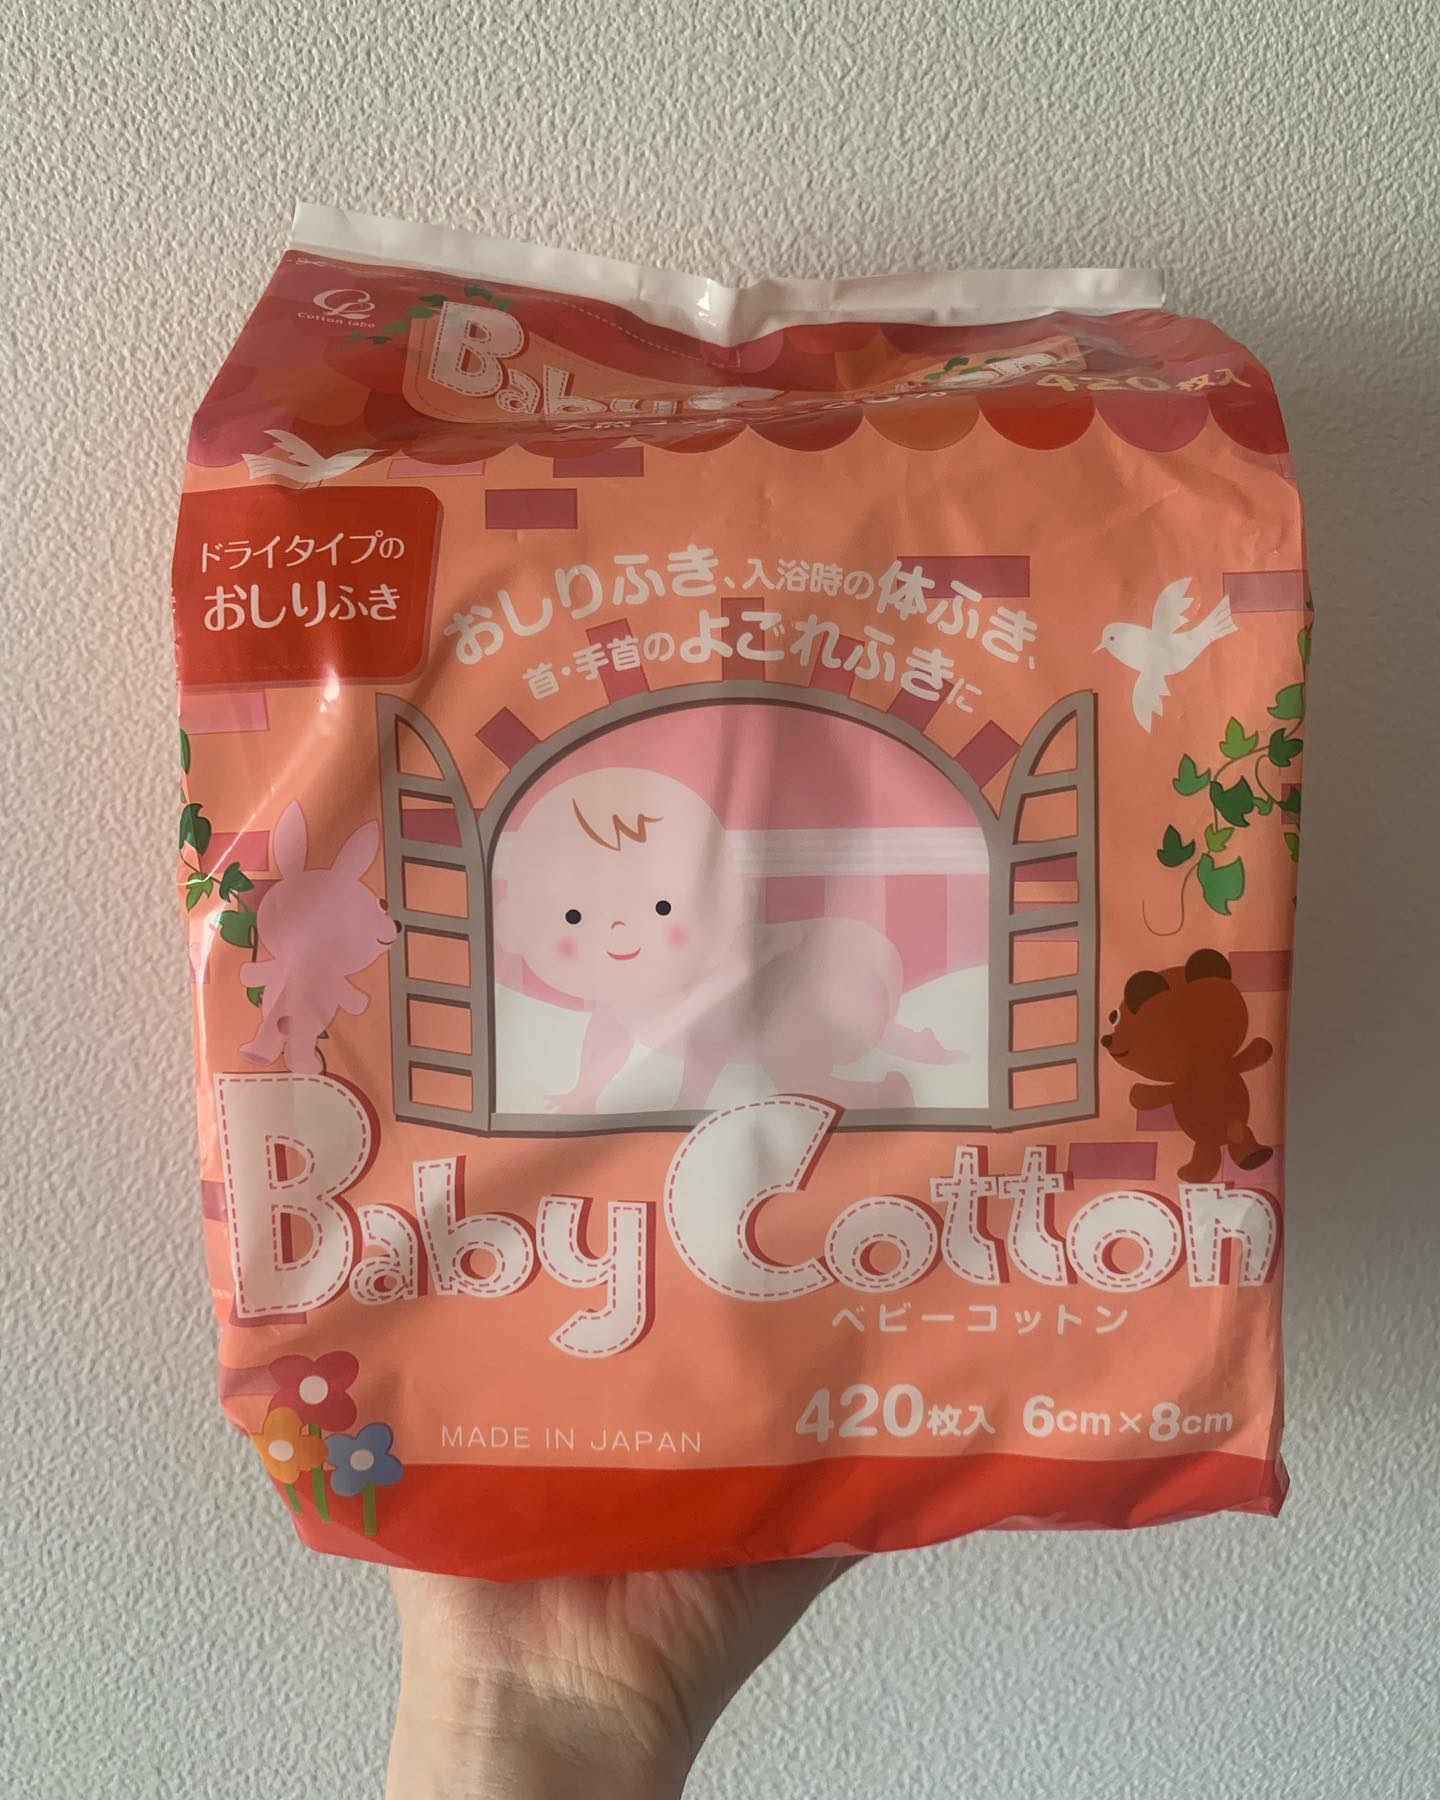 Cotton labo
Baby
420枚入
ドライタイプの
おしりふき
おしりふき、入浴時の体ふき、
首・手首のよごれふきに
Baby Cotton
ベビーコットン
MADE IN JAPAN
420枚入 6cm×8cm